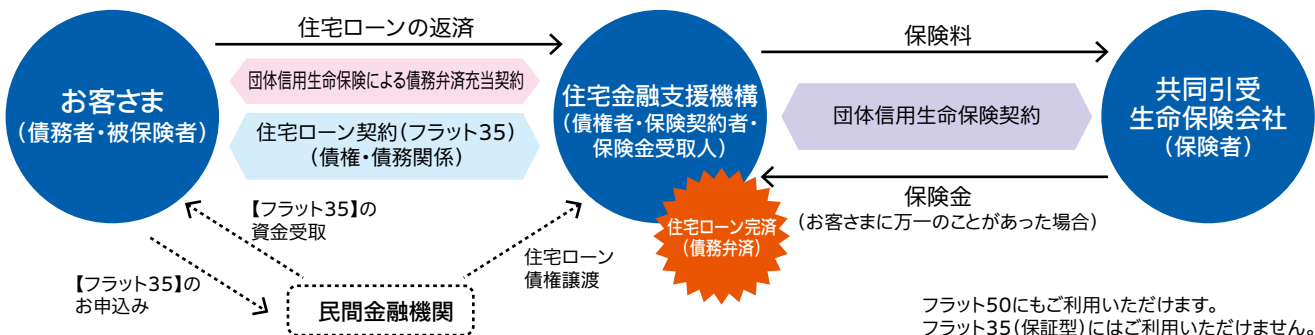 住宅ローンの返済
保険料
お客さま
(債務者・被保険者)
団体信用生命保険による債務弁済充当契約
住宅ローン契約(フラット35)
(債権・債務関係)
住宅金融支援機構
(債権者・保険契約者・
保険金受取人)
団体信用生命保険契約
共同引受
生命保険会社
(保険者)
保険金
(お客さまに万一のことがあった場合)
住宅ローン完済
(債務弁済)
【フラット35】の
資金受取
【フラット35】の
お申込み
住宅ローン
債権譲渡
民間金融機関
フラット50にもご利用いただけます。
フラット35(保証型)にはご利用いただけません。